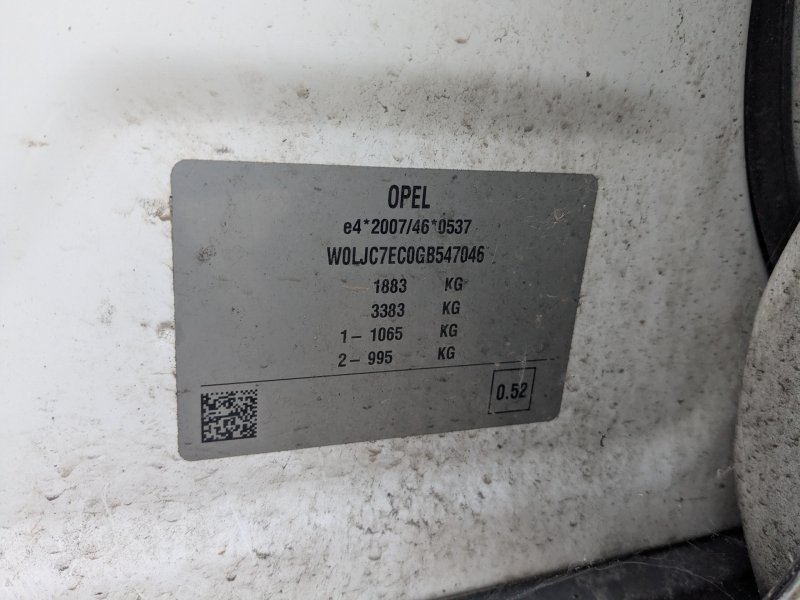 OPEL
e4*2007/46*0537
W0LJC7EC0GB547046
1883 KG
3383 KG
1- 1065 KG
2- 995 KG
0.52